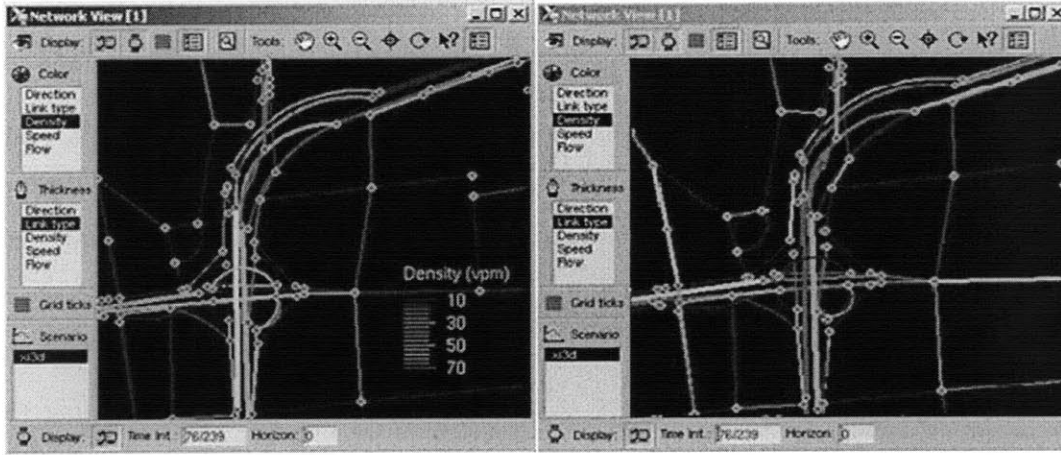 Network View [1]
Display:
Tools:
Color
Direction
Link type
Density
Speed
Flow
Thickness
Direction
Link type
Density
Speed
Flow
Grid ticks
Scenario
Density (vpm)
10
30
50
70
Display:
Time Int.: 76/239
Horizon: 0
Network View [1]
Display:
Tools:
Color
Direction
Link type
Density
Speed
Flow
Thickness
Direction
Link type
Density
Speed
Flow
Grid ticks
Scenario
Display:
Time Int.: 76/239
Horizon: 0